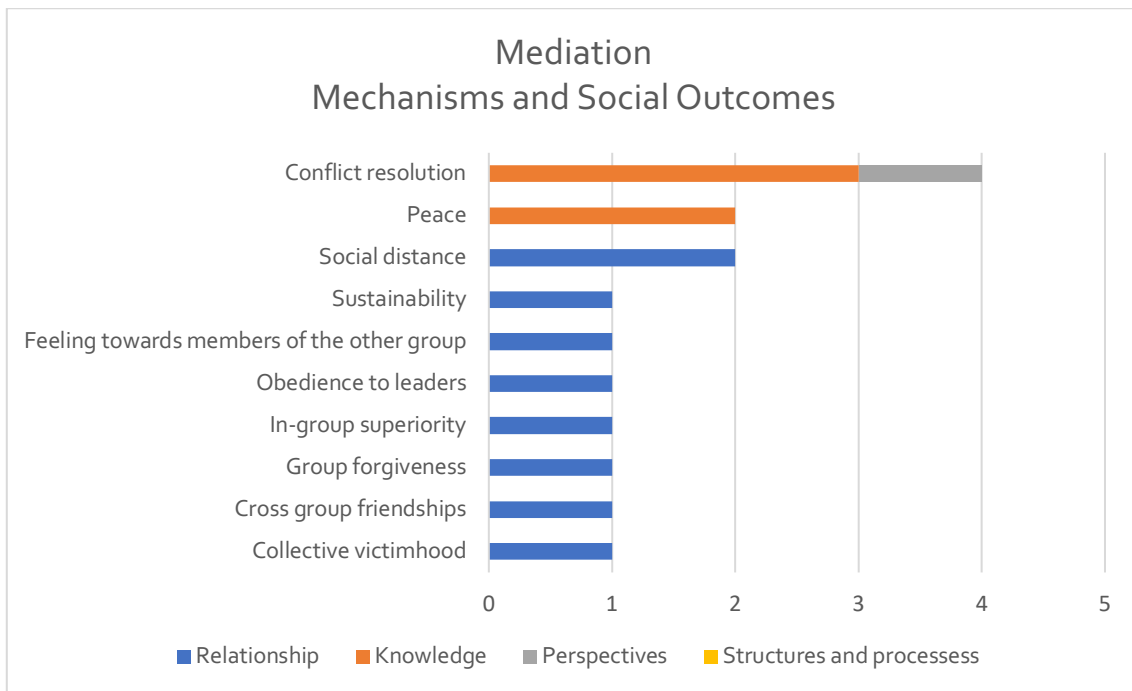 Mediation
Mechanisms and Social Outcomes
Conflict resolution
Peace
Social distance
Sustainability
Feeling towards members of the other group
Obedience to leaders
In-group superiority
Group forgiveness
Cross group friendships
Collective victimhood
0 1 2 3 4 5
Relationship Knowledge Perspectives Structures and processess